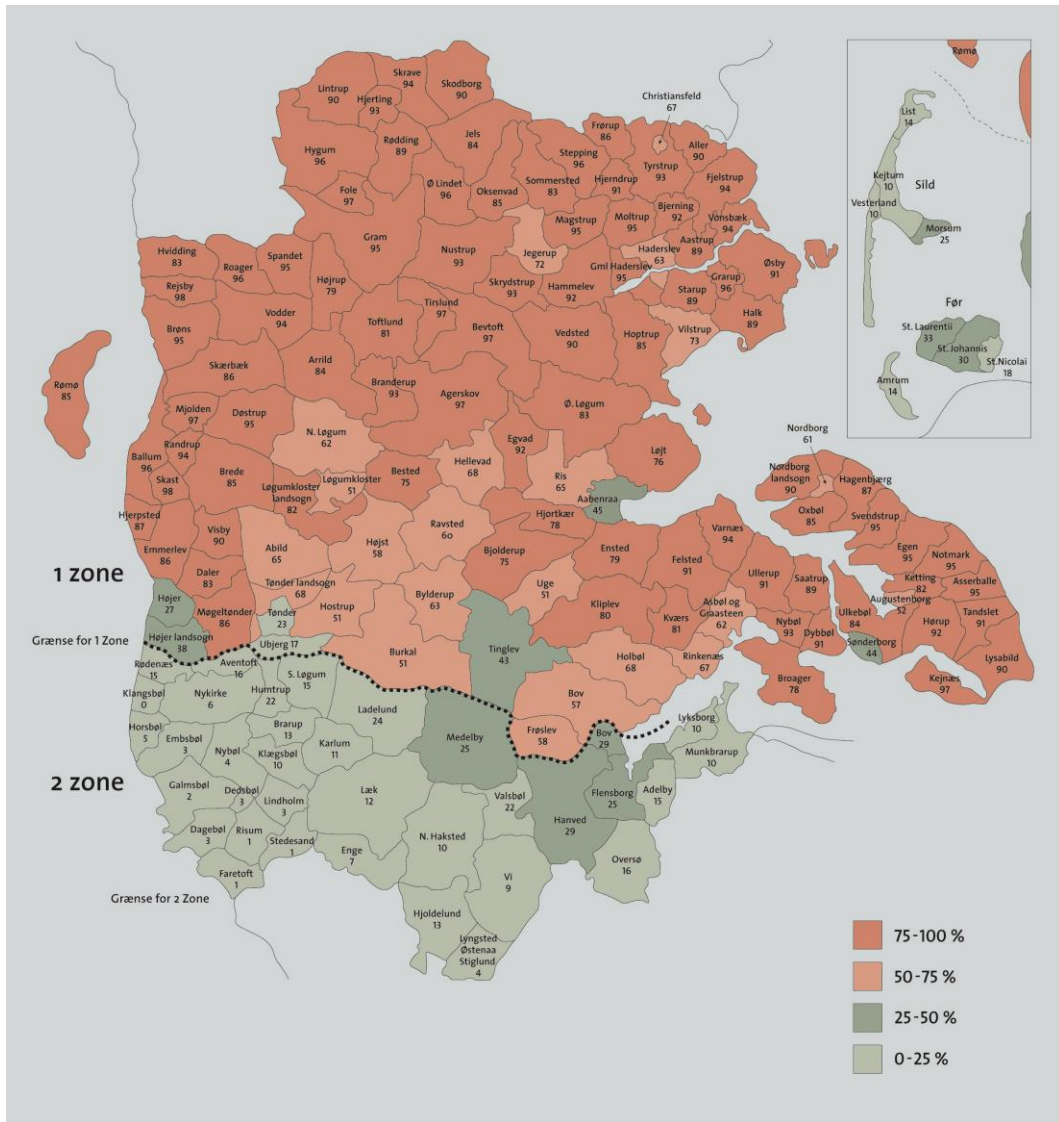 Lintrup
90
Skrave
94
Hjerting
93
Skodborg
90
Christiansfeld
67
Hygum
96
Rødding
89
Jels
84
Frørup
86
Stepping
96
Aller
90
Tyrstrup
93
Fole
97
Ø Lindet
96
Oksenvad
85
Sommersted
83
Hjerndrup
91
Fjelstrup
94
Magstrup
95
Moltrup
95
Bjerning
92
Vonsbæk
94
Gram
95
Nustrup
93
Jegerup
72
Haderslev
63
Aastrup
89
Hvidding
83
Roager
96
Spandet
95
Højrup
79
Gml Haderslev
95
Øsby
91
Rejsby
98
Skrydstrup
93
Hammelev
92
Starup
89
Grarup
96
Tirslund
97
Brøns
95
Vodder
94
Toftlund
81
Bevtoft
97
Vedsted
90
Hoptrup
85
Vilstrup
73
Halk
89
Rømø
85
Skærbæk
86
Arrild
84
Branderup
93
Agerskov
97
Ø. Løgum
83
Mjolden
97
Døstrup
95
N. Løgum
62
Egvad
92
Løjt
76
Randrup
94
Ballum
96
Skast
98
Brede
85
Løgumkloster
landsogn
82
Løgumkloster
51
Bested
75
Hellevad
68
Ris
65
Aabenraa
45
Nordborg
61
Nordborg
landsogn
90
Hagenbjærg
87
Hjerpsted
87
Visby
90
Ravsted
60
Hjortkær
78
Oxbøl
85
Svendstrup
95
Emmerlev
86
Abild
65
Højst
58
Bjolderup
75
Ensted
89
Varnæs
94
Felsted
91
Egen
95
Notmark
95
1 zone
Daler
83
Tønder landsogn
68
Bylderup
63
Uge
51
Ullerup
91
Saatrup
89
Ketting
82
Asserballe
95
Højer
27
Møgeltønder
86
Tønder
23
Hostrup
51
Kliplev
80
Kværs
81
Asbøl og
Graasteen
62
Augustenborg
52
Ulkebøl
84
Tandslet
91
Grænse for 1 Zone
Højer landsogn
38
Ubjerg 17
Burkal
51
Tinglev
43
Holbøl
68
Rinkenæs
67
Nybøl
93
Dybbøl
91
Sønderborg
44
Hørup
92
Lysabild
90
Rødenæs
15
Aventoft
16
S. Løgum
15
Broager
78
Kejnæs
97
Klangsbøl
0
Nykirke
6
Humtrup
22
Ladelund
24
Bov
57
Horsbøl
5
Embsbøl
3
Brarup
13
Medelby
25
Frøslev
58
Bov
29
Lyksborg
10
Nybøl
4
Klægsbøl
10
Karlum
11
Munkbrarup
10
2 zone
Galmsbøl
2
Dedsbøl
3
Lindholm
3
Læk
12
Valsbøl
22
Flensborg
25
Adelby
15
Dagebøl
3
Risum
1
Stedesand
1
Enge
7
N. Haksted
10
Hanved
29
Oversø
16
Faretoft
1
Vi
9
Grænse for 2 Zone
Hjoldelund
13
Lyngsted
Østenaa
Stiglund
4
Rømø
List
14
Kejtum
10
Sild
Vesterland
10
Morsum
25
Før
St. Laurentii
33
St. Johannis
30
St.Nicolai
18
Amrum
14
75-100 %
50-75 %
25-50 %
0-25 %